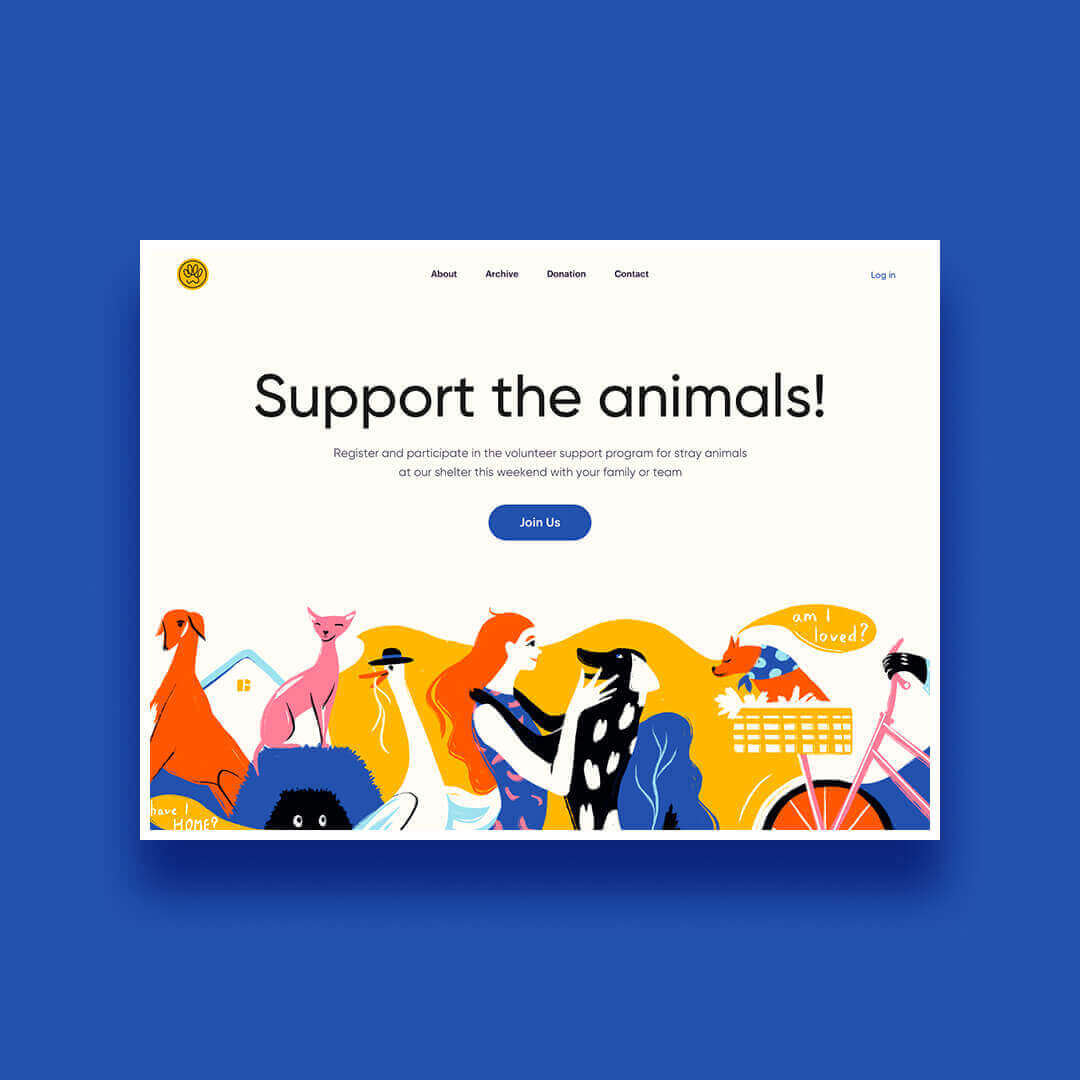 About Archive Donation Contact Log in
Support the animals!
Register and participate in the volunteer support program for stray animals
at our shelter this weekend with your family or team
Join Us
am I
loved?
have I
HOME?